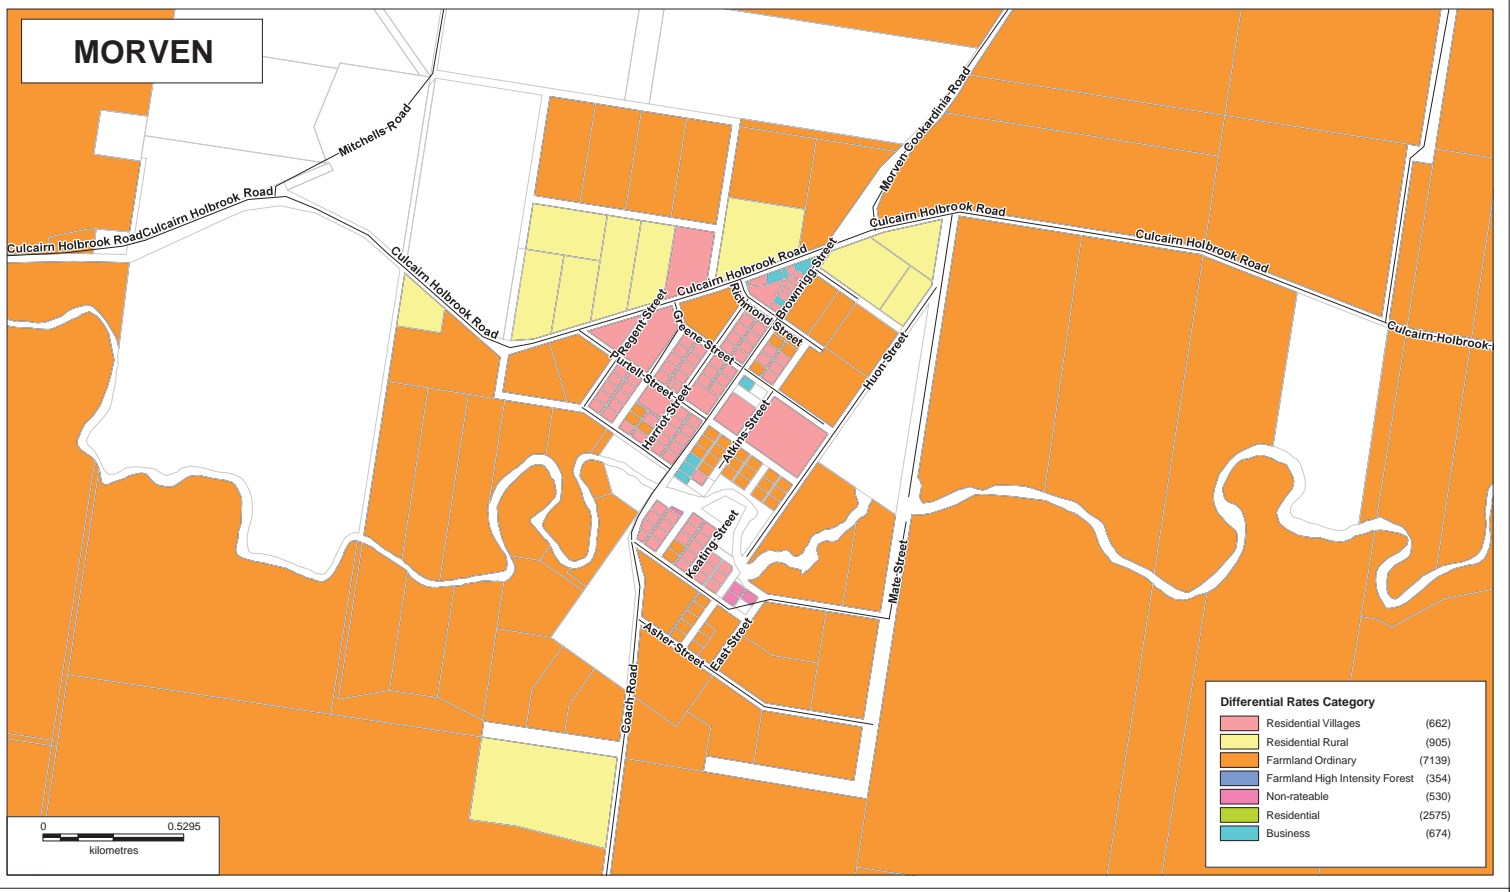 MORVEN
Mitchells Road
Morven Cookardinia Road
Culcairn Holbrook Road
Culcairn Holbrook Road
Culcairn Holbrook Road
Culcairn Holbrook Road
Culcairn Holbrook Road
Culcairn Holbrook Road
Culcairn Holbrook Road
Culcairn Holbrook
Brownrigg Street
Richmond Street
Regent Street
Greene Street
Huon Street
P
Purtell Street
Herriot Street
Atkins Street
Keating Street
Mate Street
Asher Street
East Street
Coach Road
Differential Rates Category
Residential Villages (662)
Residential Rural (905)
Farmland Ordinary (7139)
Farmland High Intensity Forest (354)
Non-rateable (530)
Residential (2575)
Business (674)
0 0.5295
kilometres